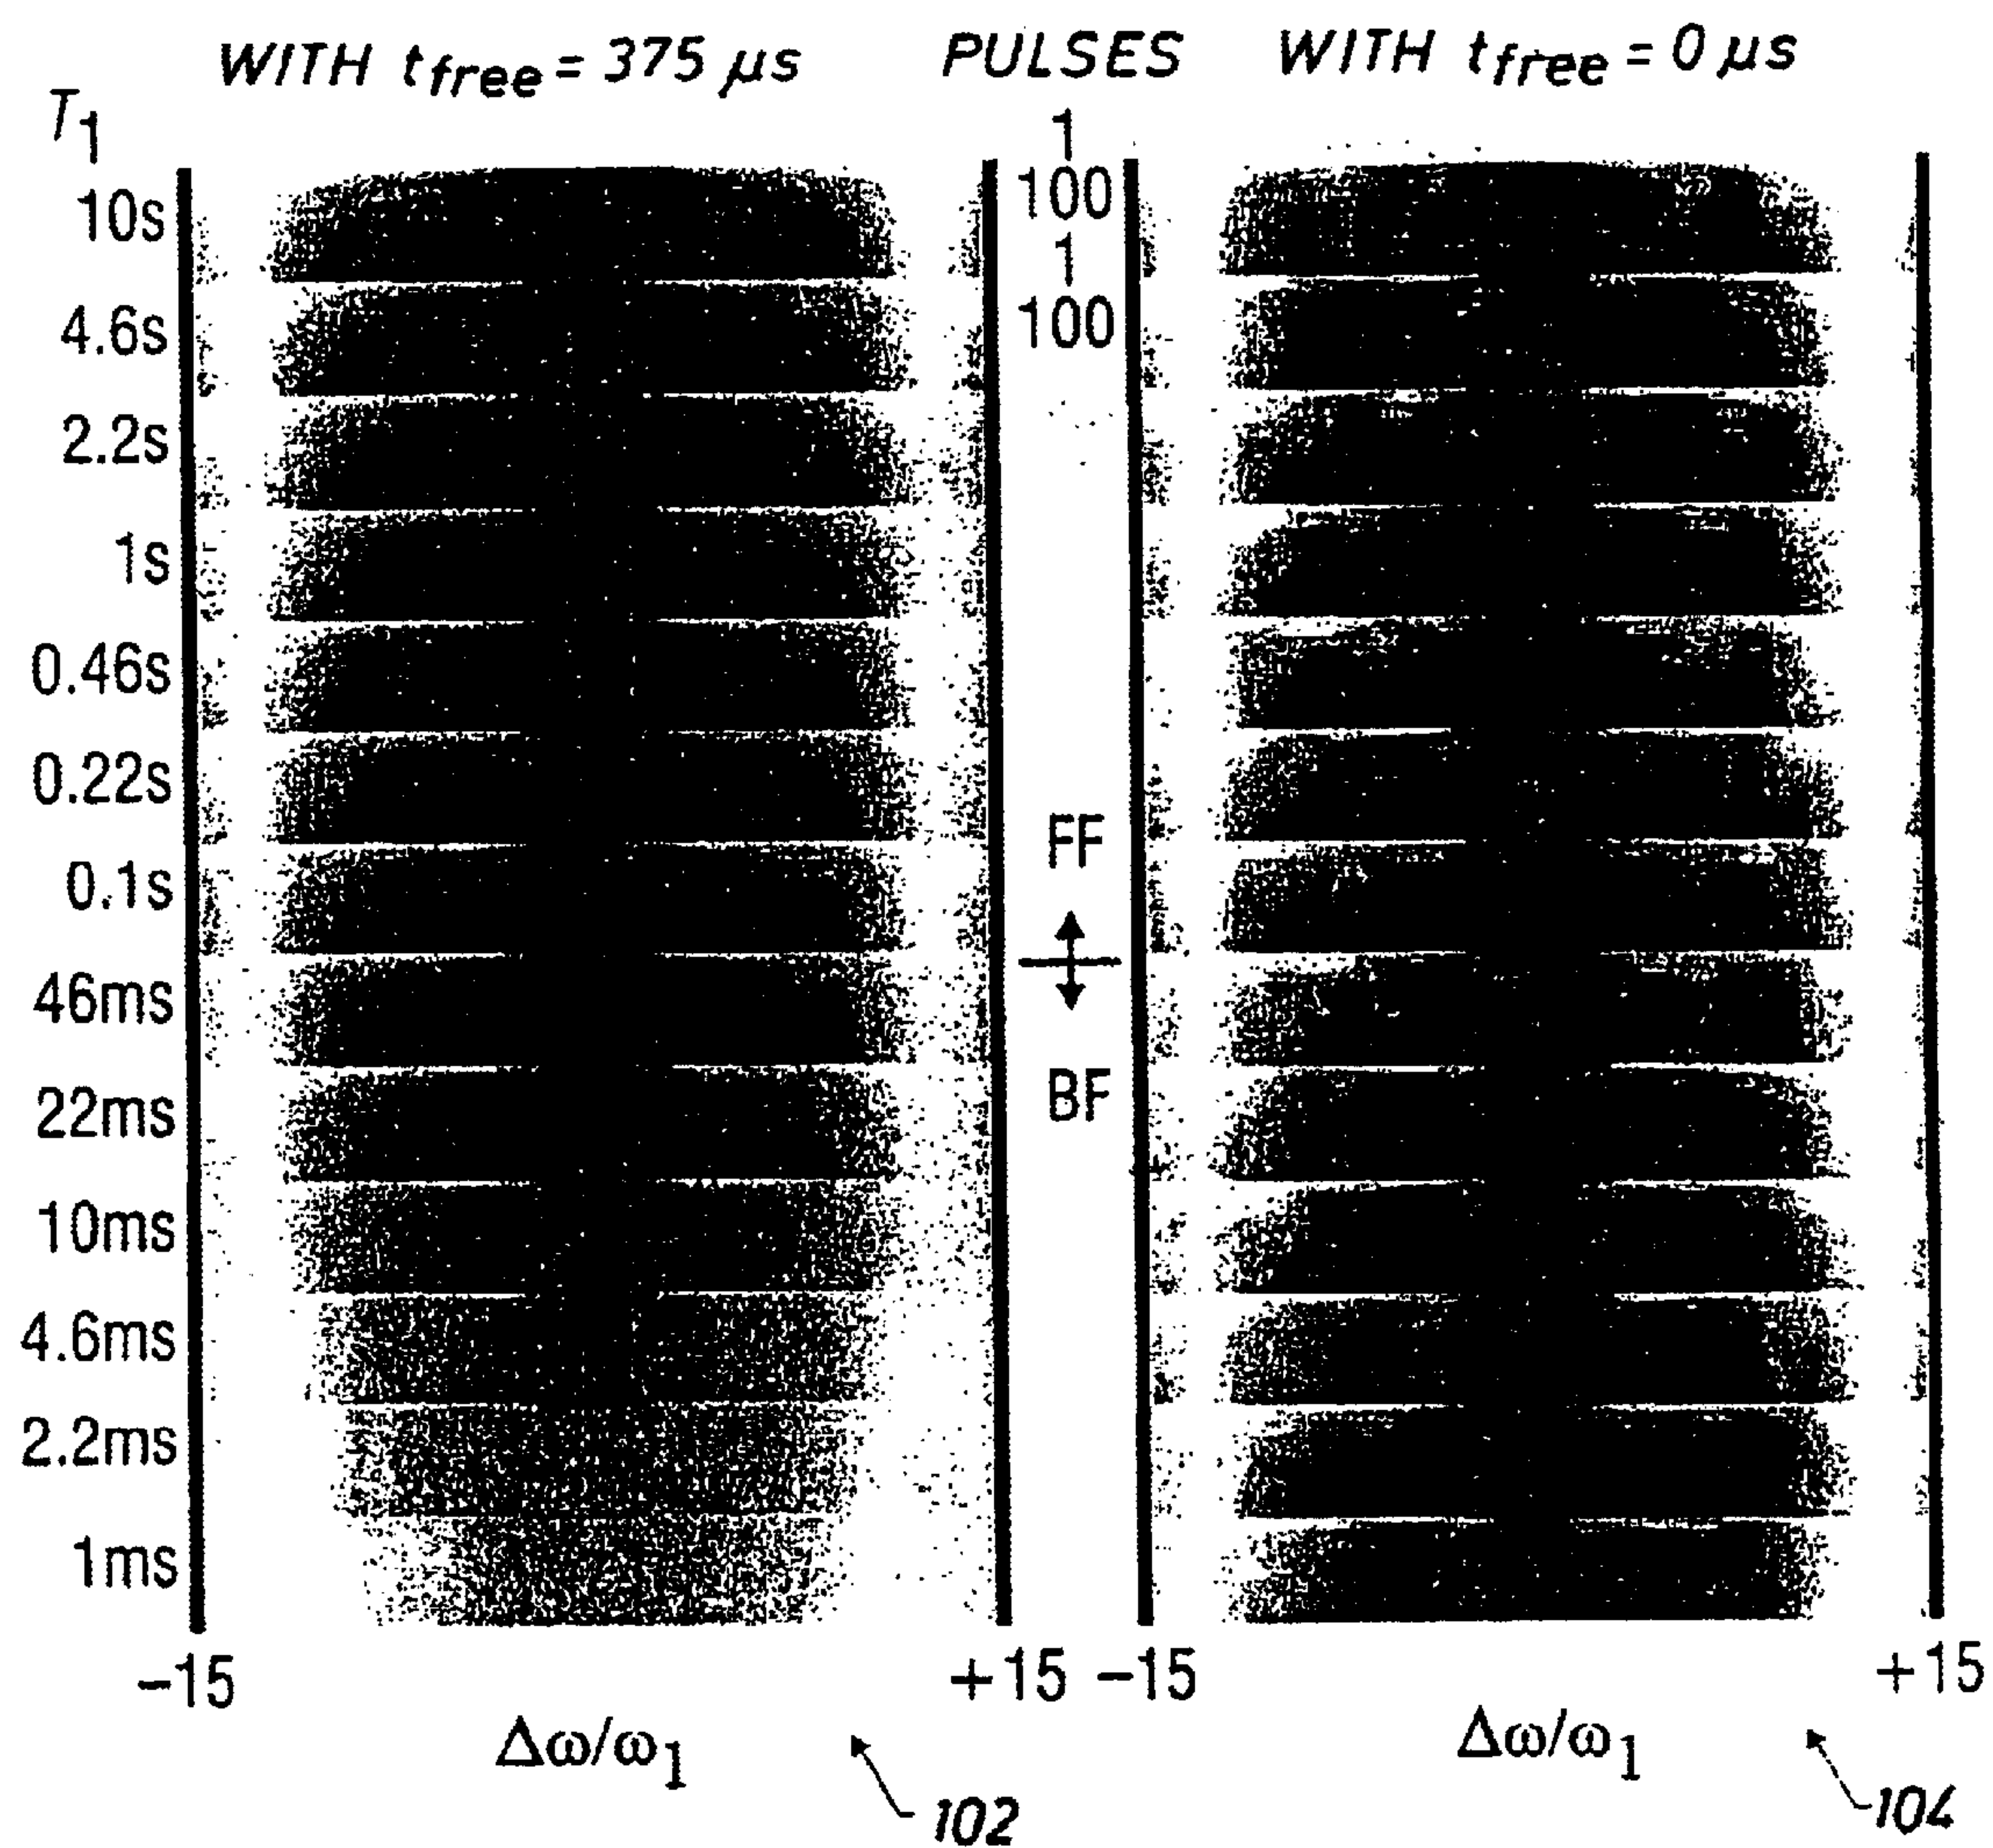 WITH tfree = 375 µs PULSES WITH tfree = 0 µs
T1
1
10s
100
1
4.6s
100
2.2s
1s
0.46s
0.22s
FF
0.1s
46ms
BF
22ms
10ms
4.6ms
2.2ms
1ms
−15 +15 −15 +15
Δω/ω1 Δω/ω1
102 104